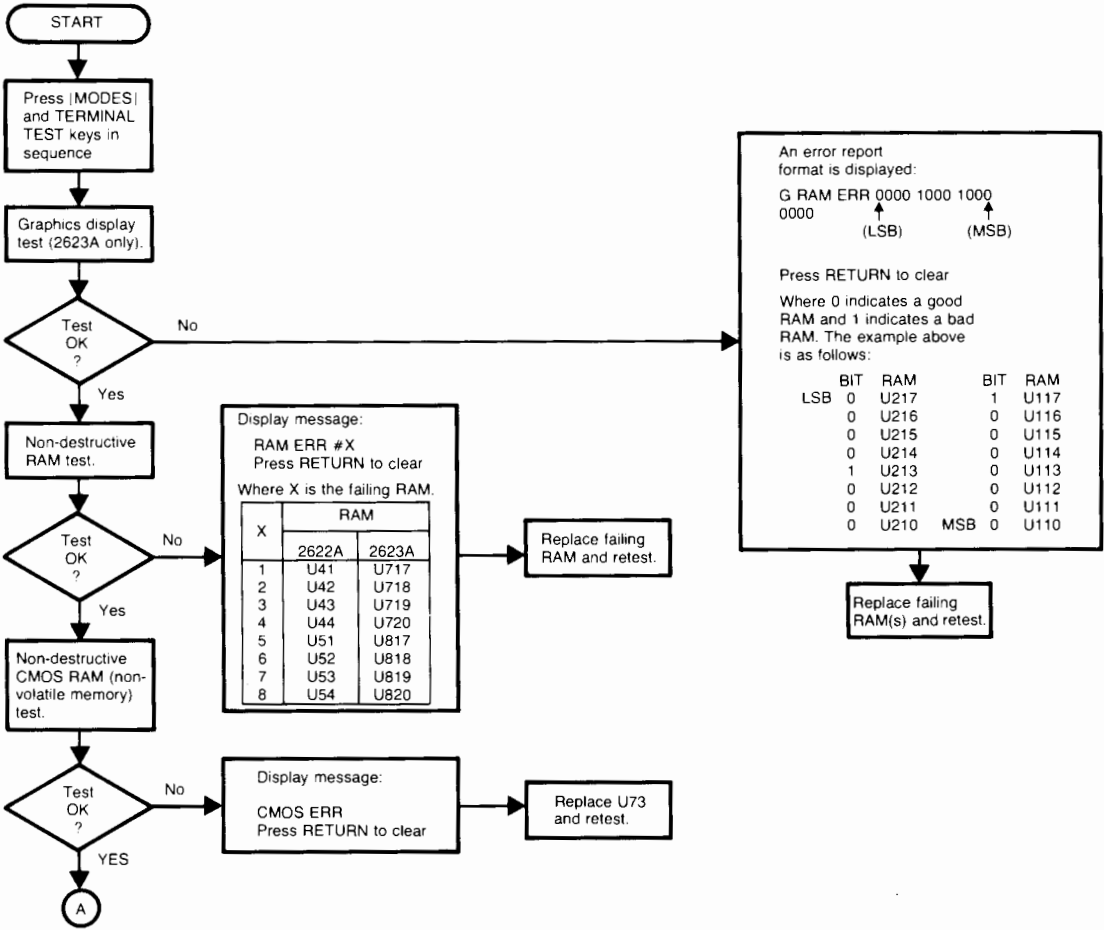 START
Press |MODES|
and TERMINAL
TEST keys in
sequence
Graphics display
test (2623A only).
Test
OK
?
No
Yes
An error report
format is displayed:
G RAM ERR 0000 1000 1000
0000
(LSB) (MSB)
Press RETURN to clear
Where 0 indicates a good
RAM and 1 indicates a bad
RAM. The example above
is as follows:
BIT RAM BIT RAM
LSB 0 U217 1 U117
0 U216 0 U116
0 U215 0 U115
0 U214 0 U114
1 U213 0 U113
0 U212 0 U112
0 U211 0 U111
0 U210 MSB 0 U110
Replace failing
RAM(s) and retest.
Non-destructive
RAM test.
Test
OK
?
No
Yes
Display message:
RAM ERR #X
Press RETURN to clear
Where X is the failing RAM.
X RAM
2622A 2623A
1 U41 U717
2 U42 U718
3 U43 U719
4 U44 U720
5 U51 U817
6 U52 U818
7 U53 U819
8 U54 U820
Replace failing
RAM and retest.
Non-destructive
CMOS RAM (non-
volatile memory)
test.
Test
OK
?
No
YES
Display message:
CMOS ERR
Press RETURN to clear
Replace U73
and retest.
A